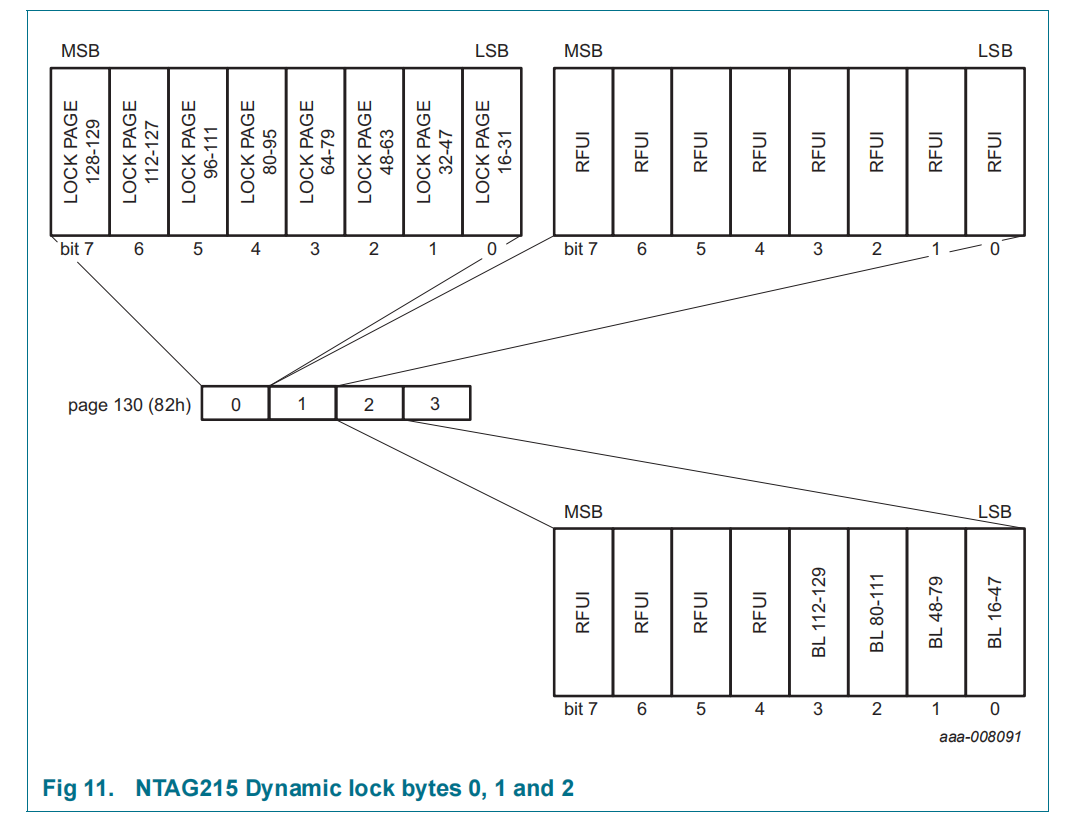 MSB LSB
LOCK PAGE
128-129
LOCK PAGE
112-127
LOCK PAGE
96-111
LOCK PAGE
80-95
LOCK PAGE
64-79
LOCK PAGE
48-63
LOCK PAGE
32-47
LOCK PAGE
16-31
bit 7 6 5 4 3 2 1 0
MSB LSB
RFUI
RFUI
RFUI
RFUI
RFUI
RFUI
RFUI
RFUI
bit 7 6 5 4 3 2 1 0
page 130 (82h) 0 1 2 3
MSB LSB
RFUI
RFUI
RFUI
RFUI
BL 112-129
BL 80-111
BL 48-79
BL 16-47
bit 7 6 5 4 3 2 1 0
aaa-008091
Fig 11. NTAG215 Dynamic lock bytes 0, 1 and 2